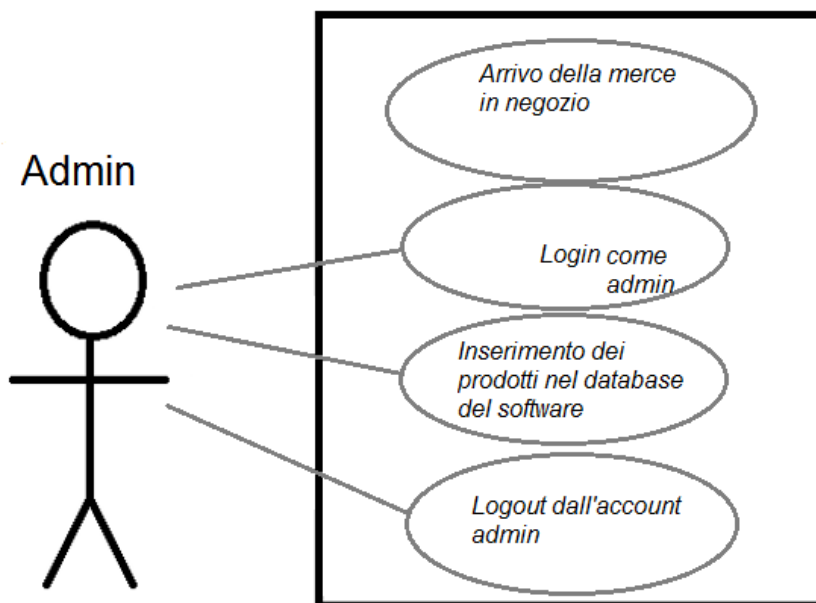 Admin
Arrivo della merce
in negozio
Login come
admin
Inserimento dei
prodotti nel database
del software
Logout dall'account
admin